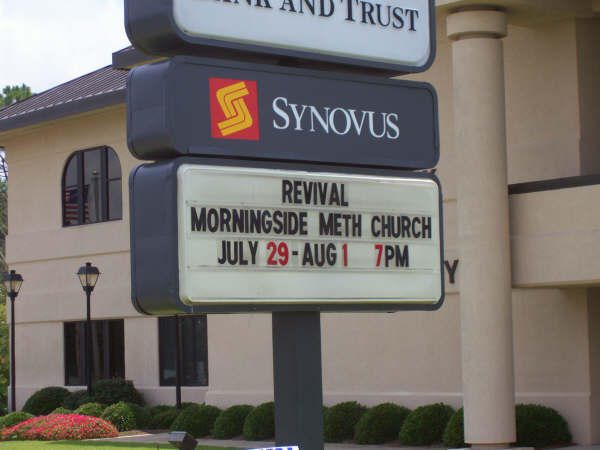 AND TRUST
SYNOVUS
REVIVAL
MORNINGSIDE METH CHURCH
JULY 29-AUG 1 7PM
Y